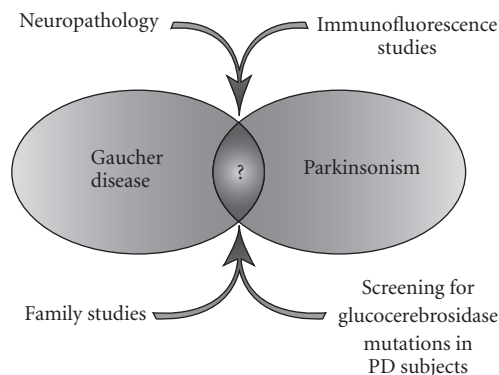 Neuropathology
Immunofluorescence
studies
Gaucher
disease
?
Parkinsonism
Family studies
Screening for
glucocerebrosidase
mutations in
PD subjects